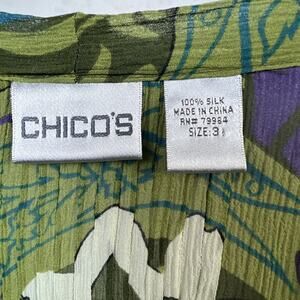 CHICO'S
100% SILK
MADE IN CHINA
RN# 79984
SIZE: 3